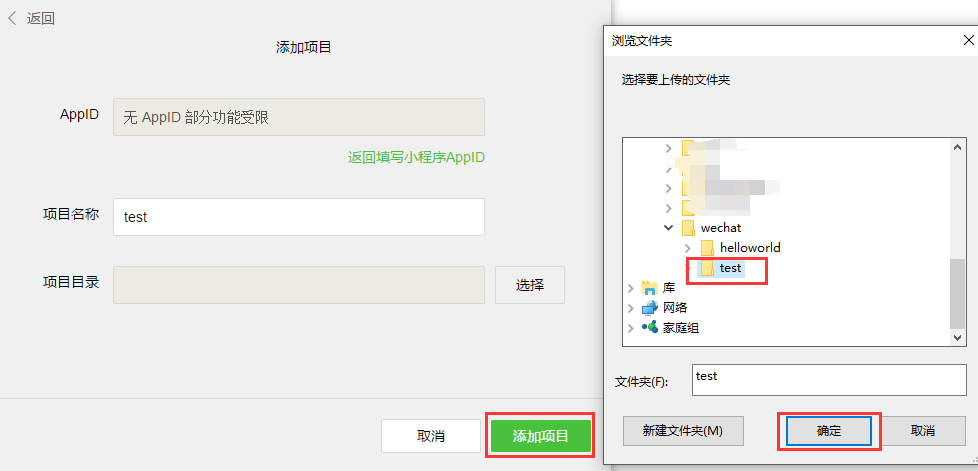 返回
添加项目
AppID
无 AppID 部分功能受限
返回填写小程序AppID
项目名称
test
项目目录
选择
取消
添加项目
浏览文件夹
选择要上传的文件夹
wechat
helloworld
test
库
网络
家庭组
文件夹(F):
test
新建文件夹(M)
确定
取消